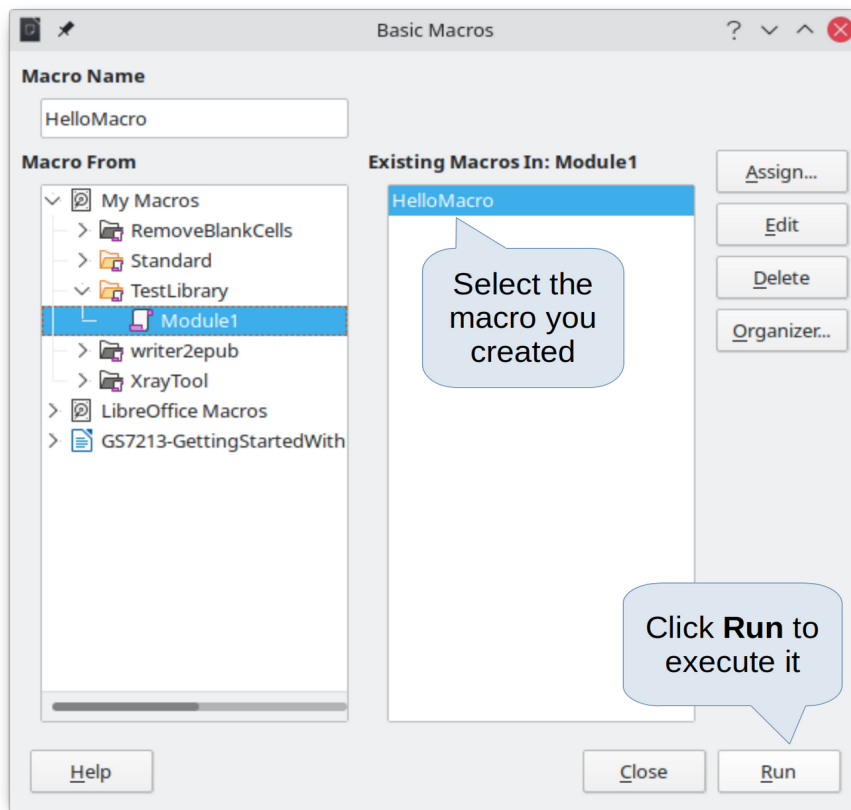 Basic Macros
?
Macro Name
HelloMacro
Macro From
Existing Macros In: Module1
My Macros
RemoveBlankCells
Standard
TestLibrary
Module1
writer2epub
XrayTool
LibreOffice Macros
GS7213-GettingStartedWith
HelloMacro
Select the
macro you
created
Assign...
Edit
Delete
Organizer...
Click Run to
execute it
Help
Close
Run